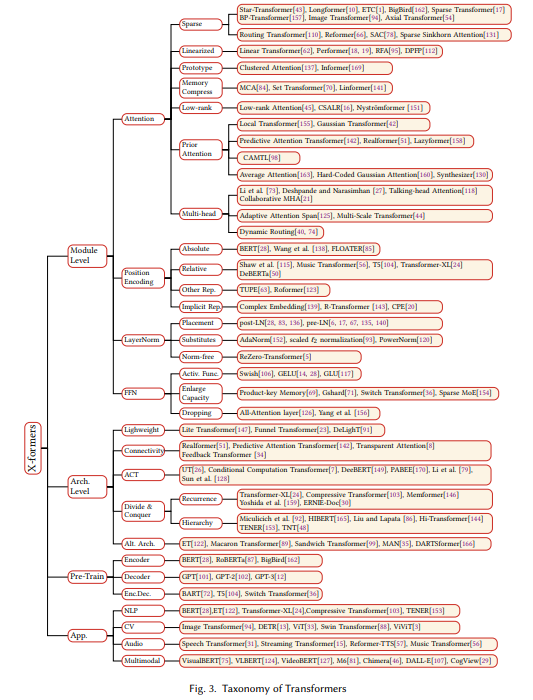 Star-Transformer[43], Longformer[10], ETC[1], BigBird[162], Sparse Transformer[17]
BP-Transformer[157], Image Transformer[94], Axial Transformer[54]
Sparse
Routing Transformer[110], Reformer[66], SAC[78], Sparse Sinkhorn Attention[131]
Linearized
Linear Transformer[62], Performer[18, 19], RFA[95], DPFP[112]
Prototype
Clustered Attention[137], Informer[169]
Memory
Compress
MCA[84], Set Transformer[70], Linformer[141]
Attention
Low-rank
Low-rank Attention[45], CSALR[16], Nyströmformer [151]
Local Transformer[155], Gaussian Transformer[42]
Prior
Attention
Predictive Attention Transformer[142], Realformer[51], Lazyformer[158]
CAMTL[98]
Average Attention[163], Hard-Coded Gaussian Attention[160], Synthesizer[130]
Li et al. [73], Deshpande and Narasimhan [27], Talking-head Attention[118]
Collaborative MHA[21]
Multi-head
Adaptive Attention Span[125], Multi-Scale Transformer[44]
Dynamic Routing[40, 74]
Module
Level
Absolute
BERT[28], Wang et al. [138], FLOATER[85]
Position
Encoding
Relative
Shaw et al. [115], Music Transformer[56], T5[104], Transformer-XL[24]
DeBERTa[50]
Other Rep.
TUPE[63], Roformer[123]
Implicit Rep.
Complex Embedding[139], R-Transformer [143], CPE[20]
Placement
post-LN[28, 83, 136], pre-LN[6, 17, 67, 135, 140]
LayerNorm
Substitutes
AdaNorm[152], scaled ℓ2 normalization[93], PowerNorm[120]
Norm-free
ReZero-Transformer[5]
Activ. Func.
Swish[106], GELU[14, 28], GLU[117]
FFN
Enlarge
Capacity
Product-key Memory[69], Gshard[71], Switch Transformer[36], Sparse MoE[154]
Dropping
All-Attention layer[126], Yang et al. [156]
X-formers
Lighweight
Lite Transformer[147], Funnel Transformer[23], DeLighT[91]
Connectivity
Realformer[51], Predictive Attention Transformer[142], Transparent Attention[8]
Feedback Transformer [34]
Arch.
Level
ACT
UT[26], Conditional Computation Transformer[7], DeeBERT[149], PABEE[170], Li et al. [79],
Sun et al. [128]
Divide &
Conquer
Recurrence
Transformer-XL[24], Compressive Transformer[103], Memformer[146]
Yoshida et al. [159], ERNIE-Doc[30]
Hierarchy
Miculicich et al. [92], HIBERT[165], Liu and Lapata [86], Hi-Transformer[144]
TENER[153], TNT[48]
Alt. Arch.
ET[122], Macaron Transformer[89], Sandwich Transformer[99], MAN[35], DARTSformer[166]
Encoder
BERT[28], RoBERTa[87], BigBird[162]
Pre-Train
Decoder
GPT[101], GPT-2[102], GPT-3[12]
Enc.Dec.
BART[72], T5[104], Switch Transformer[36]
NLP
BERT[28],ET[122], Transformer-XL[24],Compressive Transformer[103], TENER[153]
App.
CV
Image Transformer[94], DETR[13], ViT[33], Swin Transformer[88], ViViT[3]
Audio
Speech Transformer[31], Streaming Transformer[15], Reformer-TTS[57], Music Transformer[56]
Multimodal
VisualBERT[75], VLBERT[124], VideoBERT[127], M6[81], Chimera[46], DALL-E[107], CogView[29]
Fig. 3. Taxonomy of Transformers